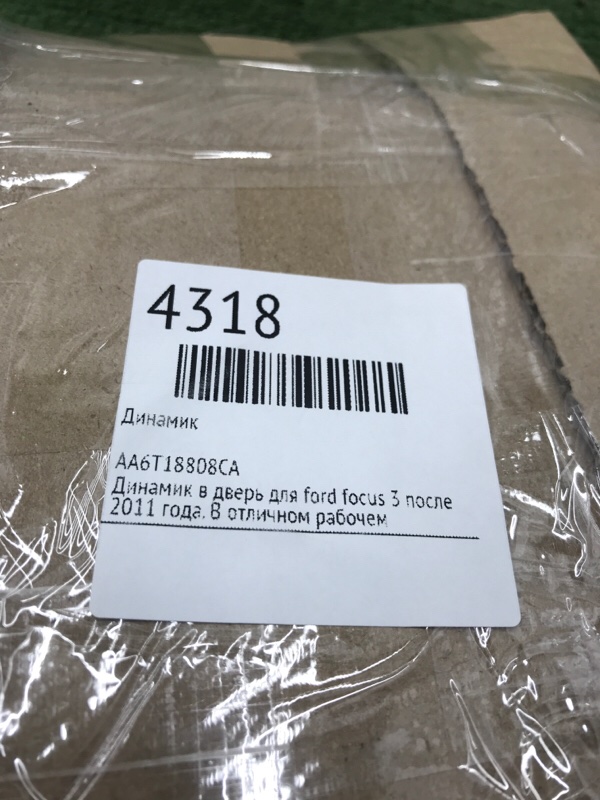 4318
Динамик
AA6T18808CA
Динамик в дверь для ford focus 3 после
2011 года. В отличном рабочем